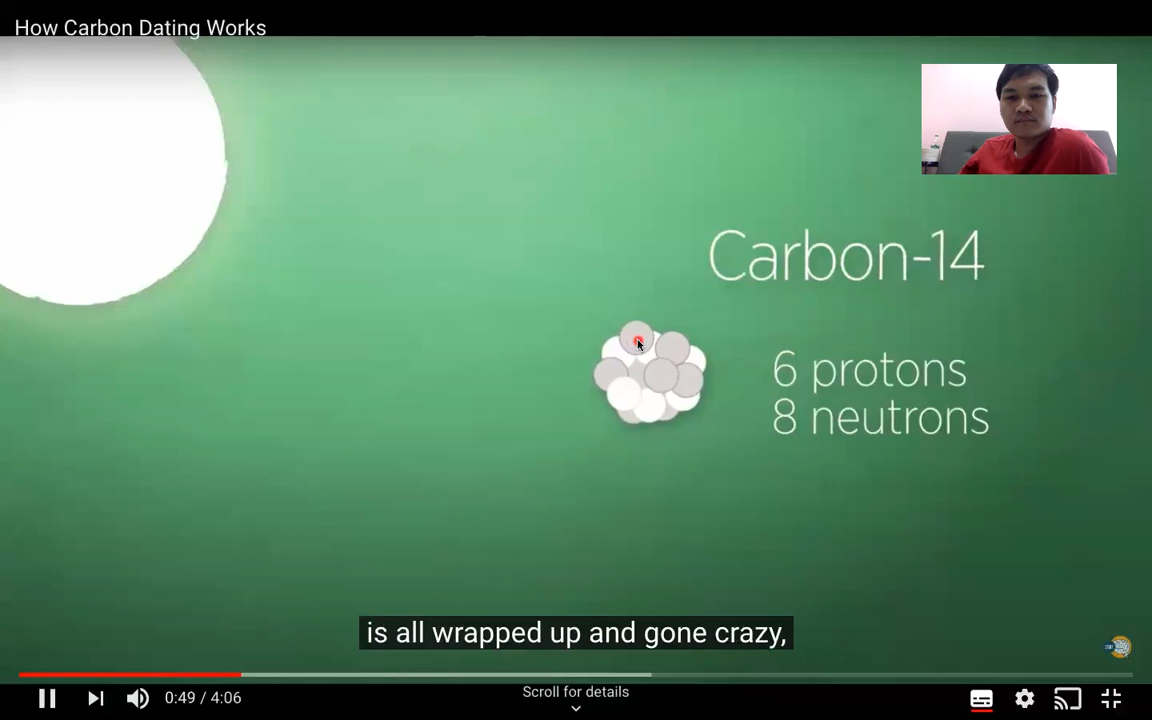 How Carbon Dating Works
Carbon-14
6 protons
8 neutrons
is all wrapped up and gone crazy,
0:49 / 4:06
Scroll for details